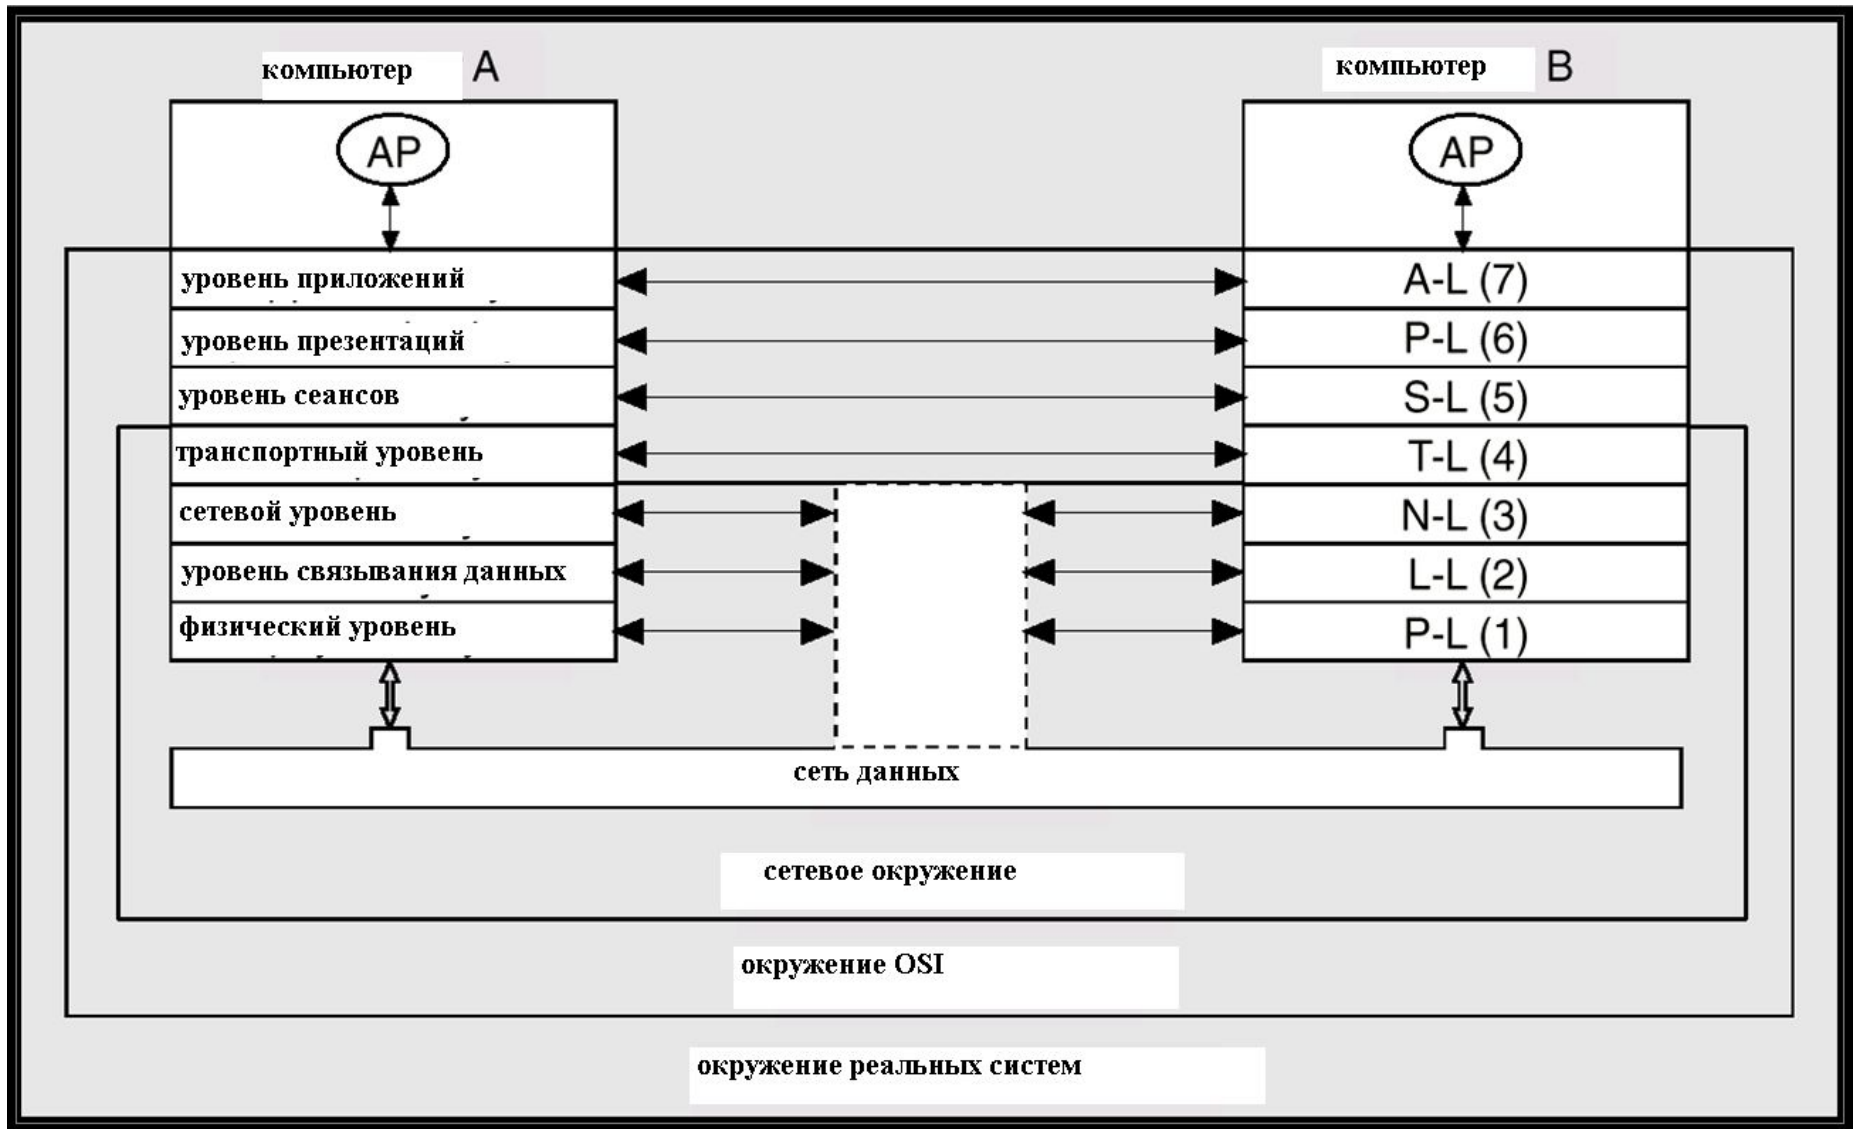 компьютер A
компьютер B
AP
AP
уровень приложений
A-L (7)
уровень презентаций
P-L (6)
уровень сеансов
S-L (5)
транспортный уровень
T-L (4)
сетевой уровень
N-L (3)
уровень связывания данных
L-L (2)
физический уровень
P-L (1)
сеть данных
сетевое окружение
окружение OSI
окружение реальных систем